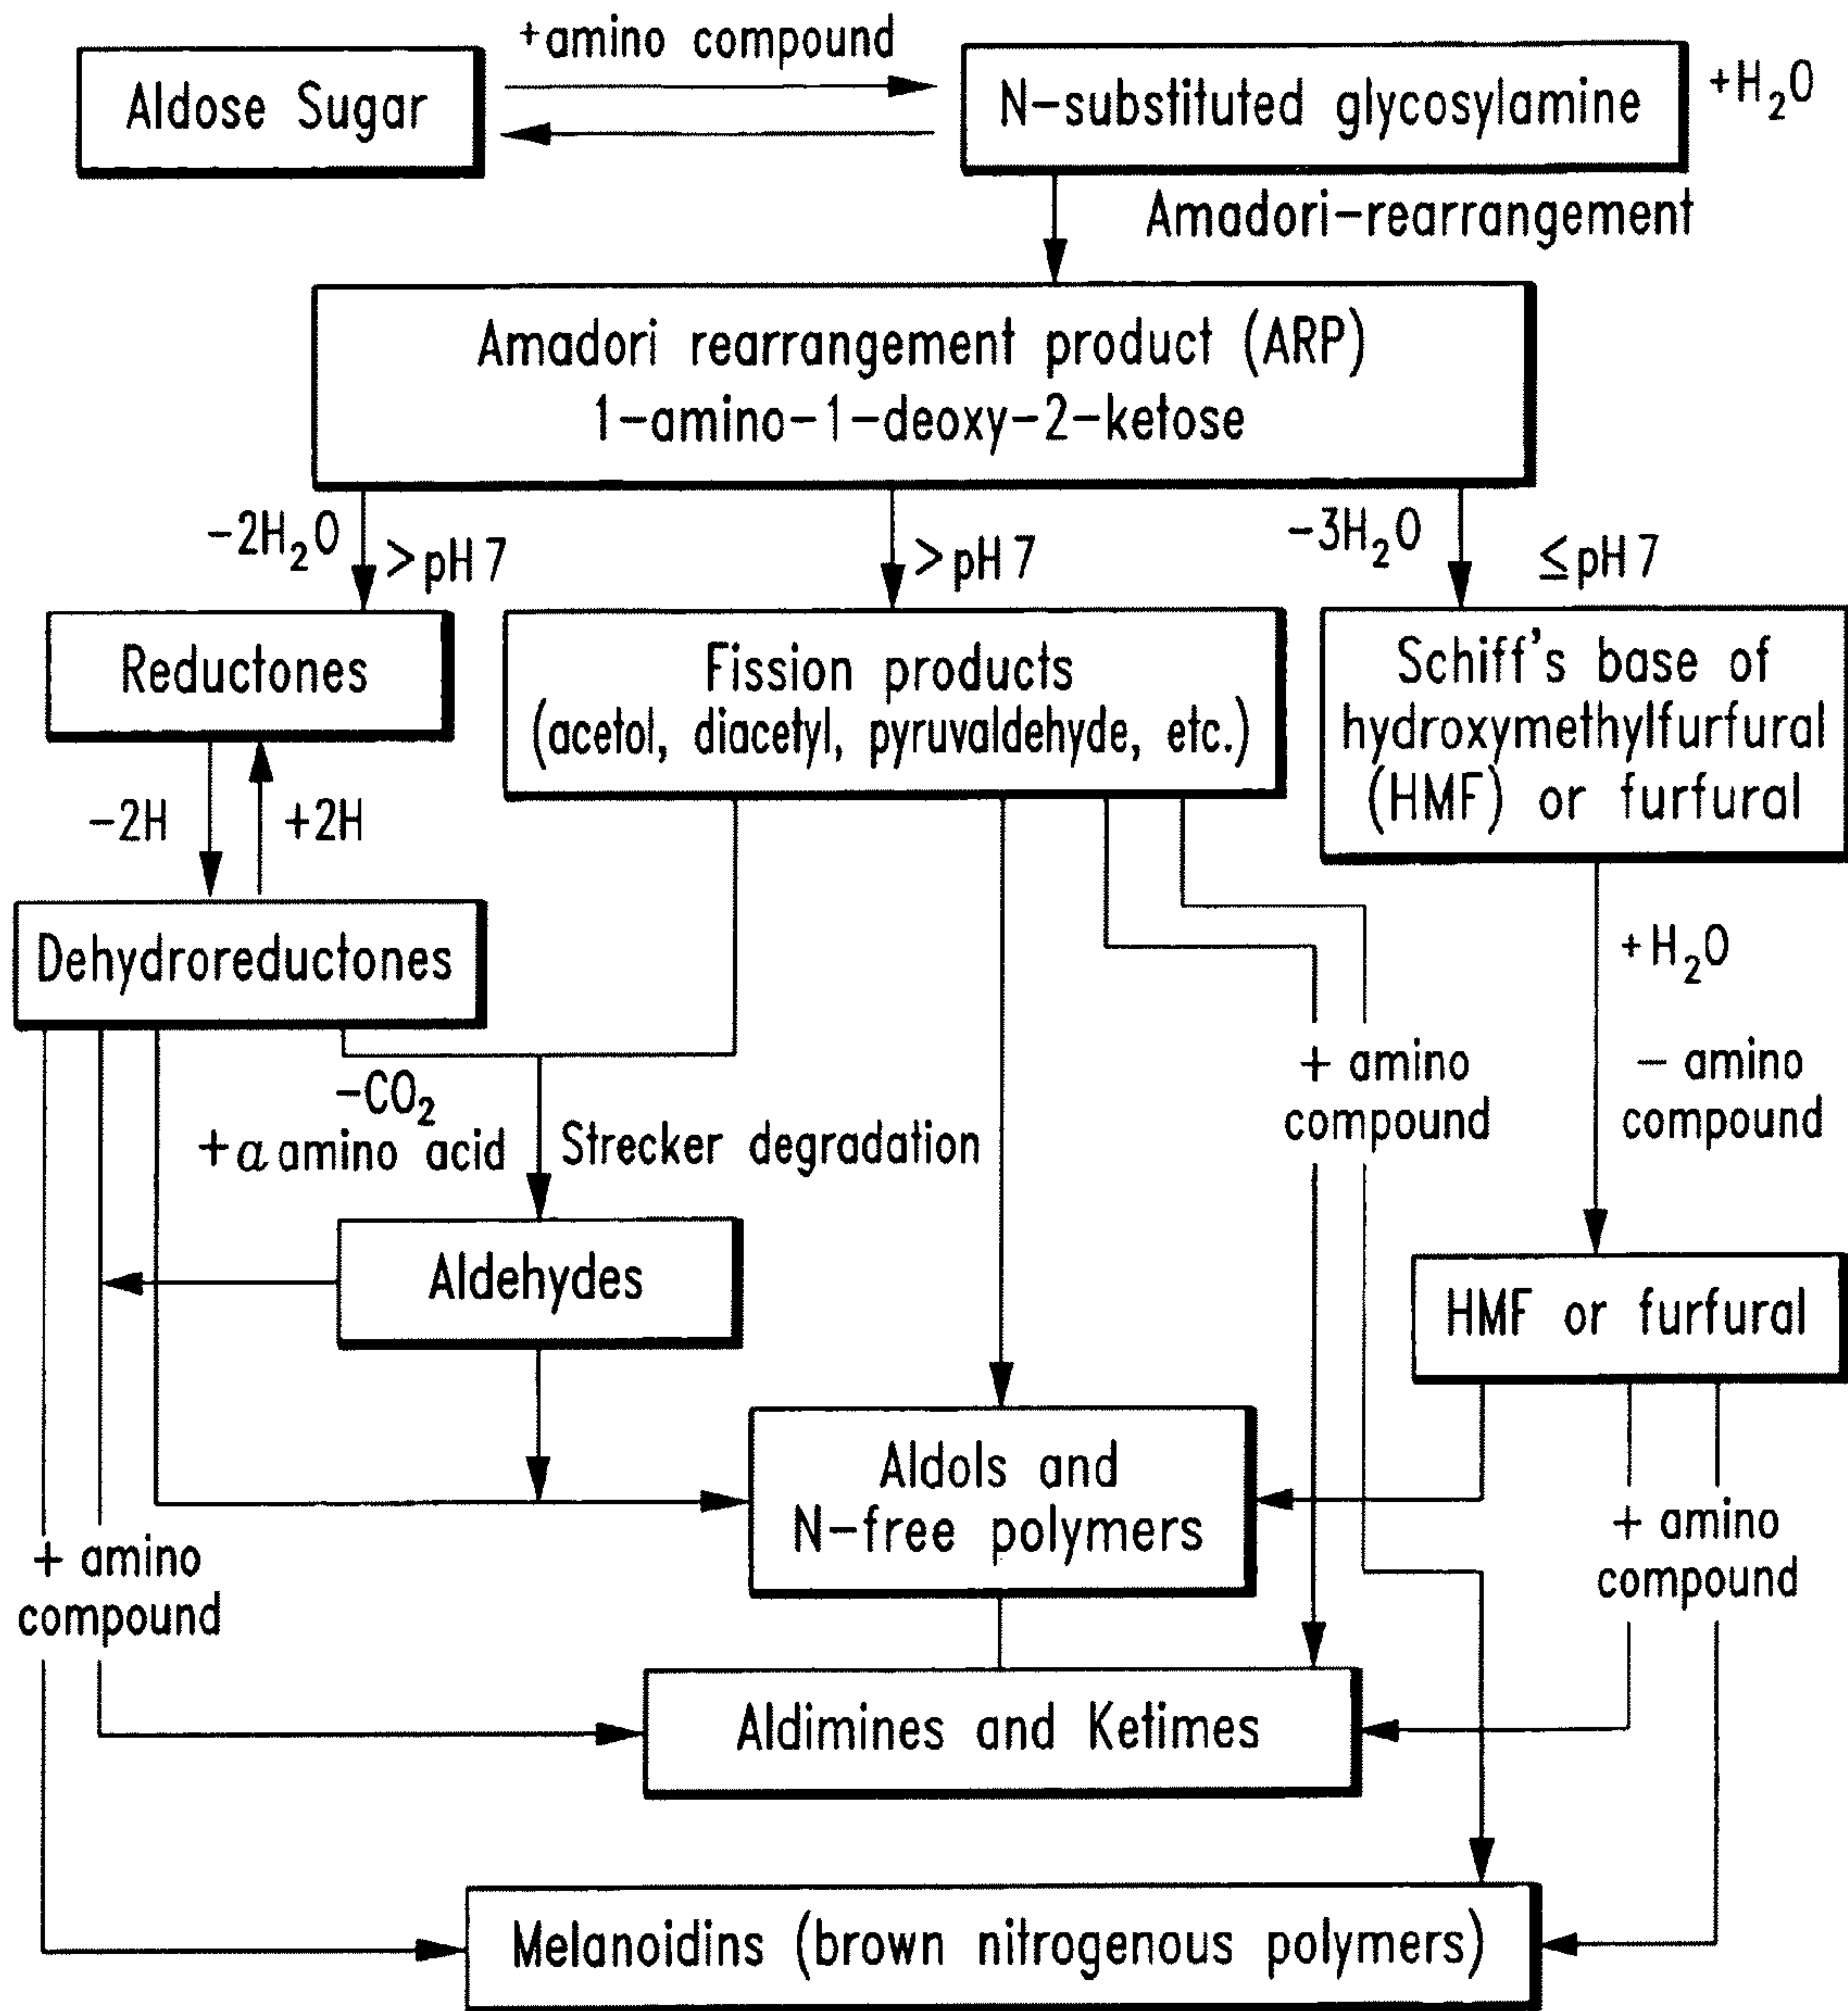 +amino compound
Aldose Sugar
N-substituted glycosylamine
+H₂O
Amadori-rearrangement
Amadori rearrangement product (ARP)
1-amino-1-deoxy-2-ketose
-2H₂O
>pH 7
>pH 7
-3H₂O
≤pH 7
Reductones
Fission products
(acetol, diacetyl, pyruvaldehyde, etc.)
Schiff's base of
hydroxymethylfurfural
(HMF) or furfural
-2H
+2H
Dehydroreductones
+H₂O
-CO₂
+α amino acid
Strecker degradation
+ amino
compound
- amino
compound
Aldehydes
HMF or furfural
Aldols and
N-free polymers
+ amino
compound
+ amino
compound
Aldimines and Ketimes
Melanoidins (brown nitrogenous polymers)